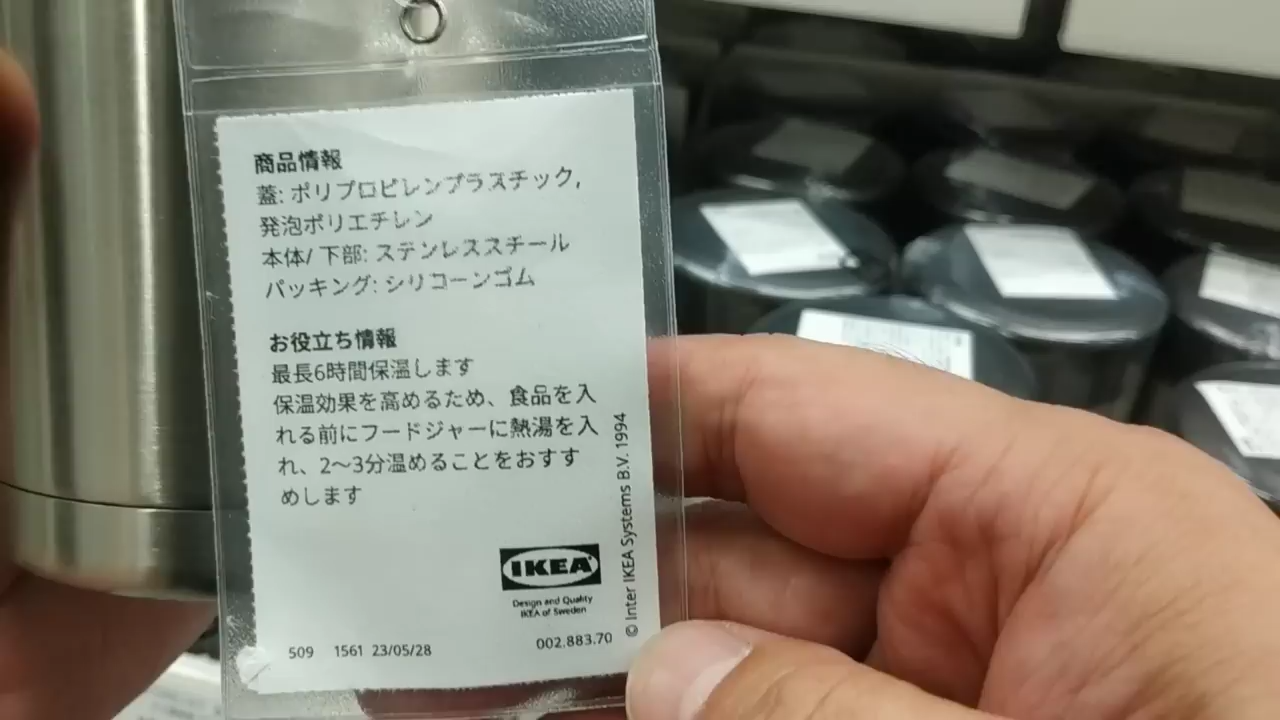 商品情報
蓋: ポリプロピレンプラスチック,
発泡ポリエチレン
本体/ 下部: ステンレススチール
パッキング: シリコーンゴム
お役立ち情報
最長6時間保温します
保温効果を高めるため、食品を入
れる前にフードジャーに熱湯を入
れ、2〜3分温めることをおすす
めします
© Inter IKEA Systems B.V. 1994
IKEA
Design and Quality
IKEA of Sweden
509 1561 23/05/28
002.883.70